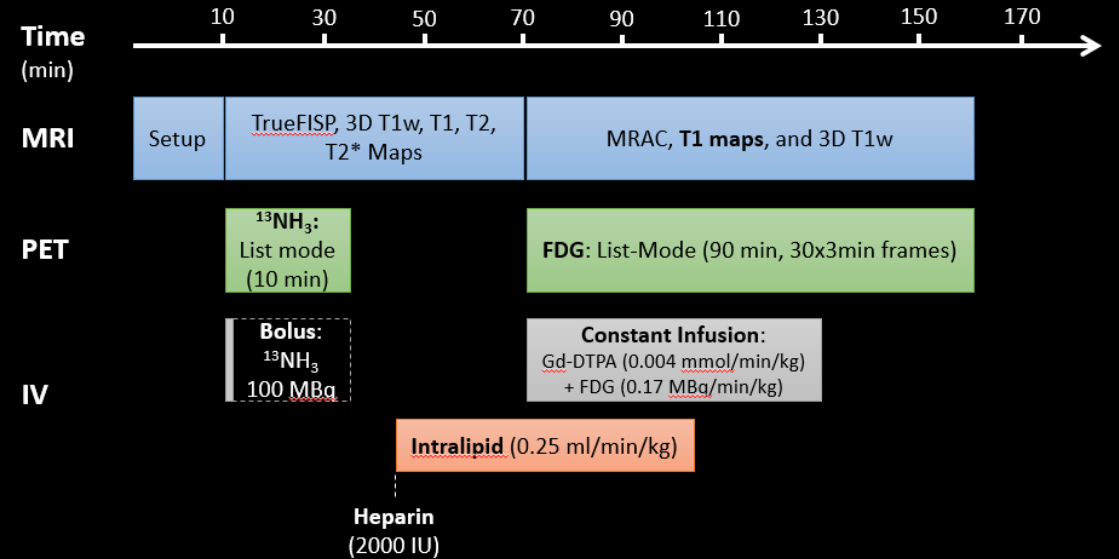 Time
(min)
10 30 50 70 90 110 130 150 170
MRI
Setup
TrueFISP, 3D T1w, T1, T2,
T2* Maps
MRAC, T1 maps, and 3D T1w
PET
¹³NH₃:
List mode
(10 min)
FDG: List-Mode (90 min, 30x3min frames)
IV
Bolus:
¹³NH₃
100 MBq
Constant Infusion:
Gd-DTPA (0.004 mmol/min/kg)
+ FDG (0.17 MBq/min/kg)
Intralipid (0.25 ml/min/kg)
Heparin
(2000 IU)